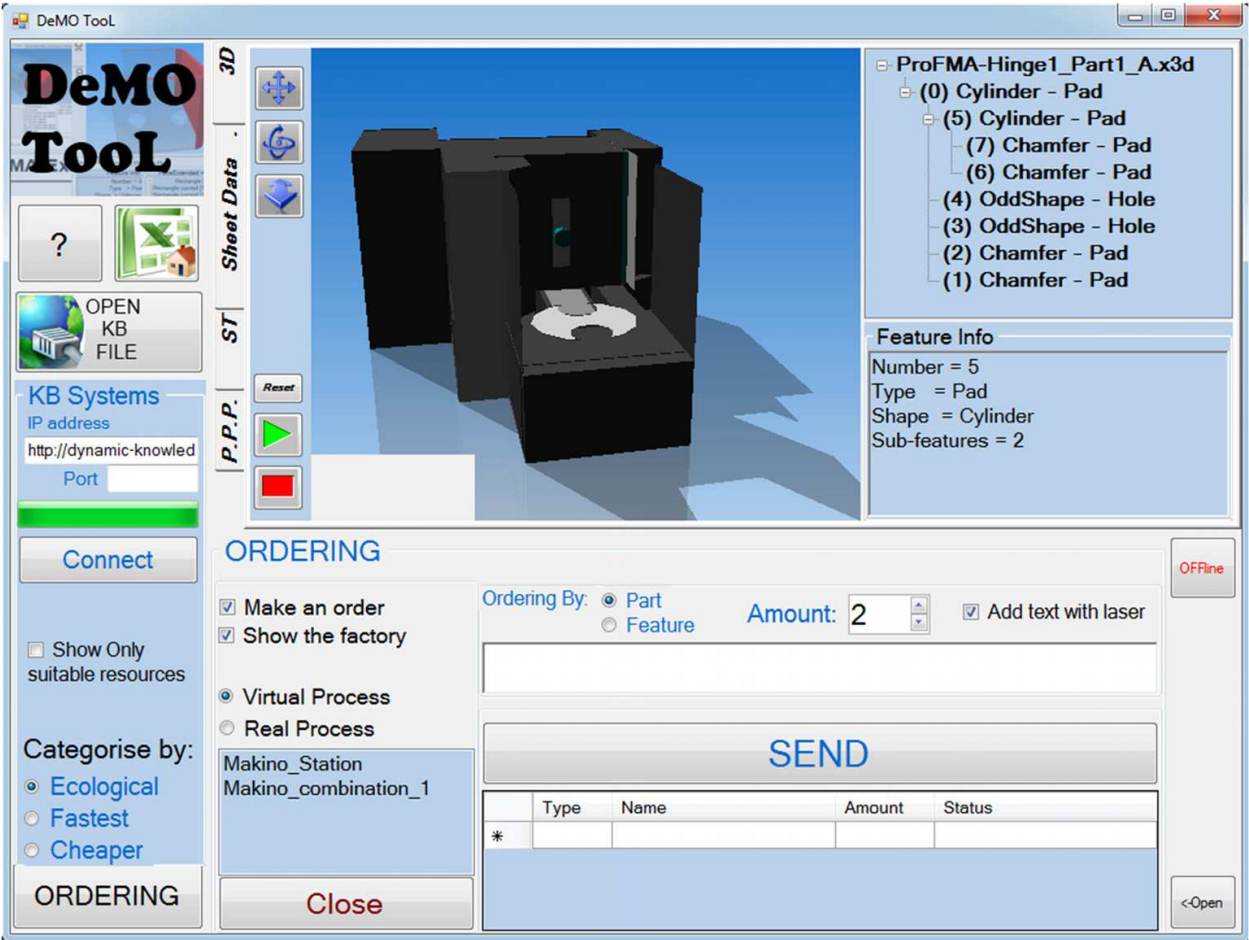 DeMO TooL
DeMO
TooL
?
OPEN
KB
FILE
KB Systems
IP address
http://dynamic-knowled
Port
Connect
Show Only
suitable resources
Categorise by:
Ecological
Fastest
Cheaper
ORDERING
3D
Sheet Data .
ST
P.P.P.
Reset
ProFMA-Hinge1_Part1_A.x3d
(0) Cylinder - Pad
(5) Cylinder - Pad
(7) Chamfer - Pad
(6) Chamfer - Pad
(4) OddShape - Hole
(3) OddShape - Hole
(2) Chamfer - Pad
(1) Chamfer - Pad
Feature Info
Number = 5
Type = Pad
Shape = Cylinder
Sub-features = 2
ORDERING
Make an order
Show the factory
Virtual Process
Real Process
Makino_Station
Makino_combination_1
Close
Ordering By: Part
Feature
Amount: 2
Add text with laser
SEND
Type Name Amount Status
*
OFFline
<-Open